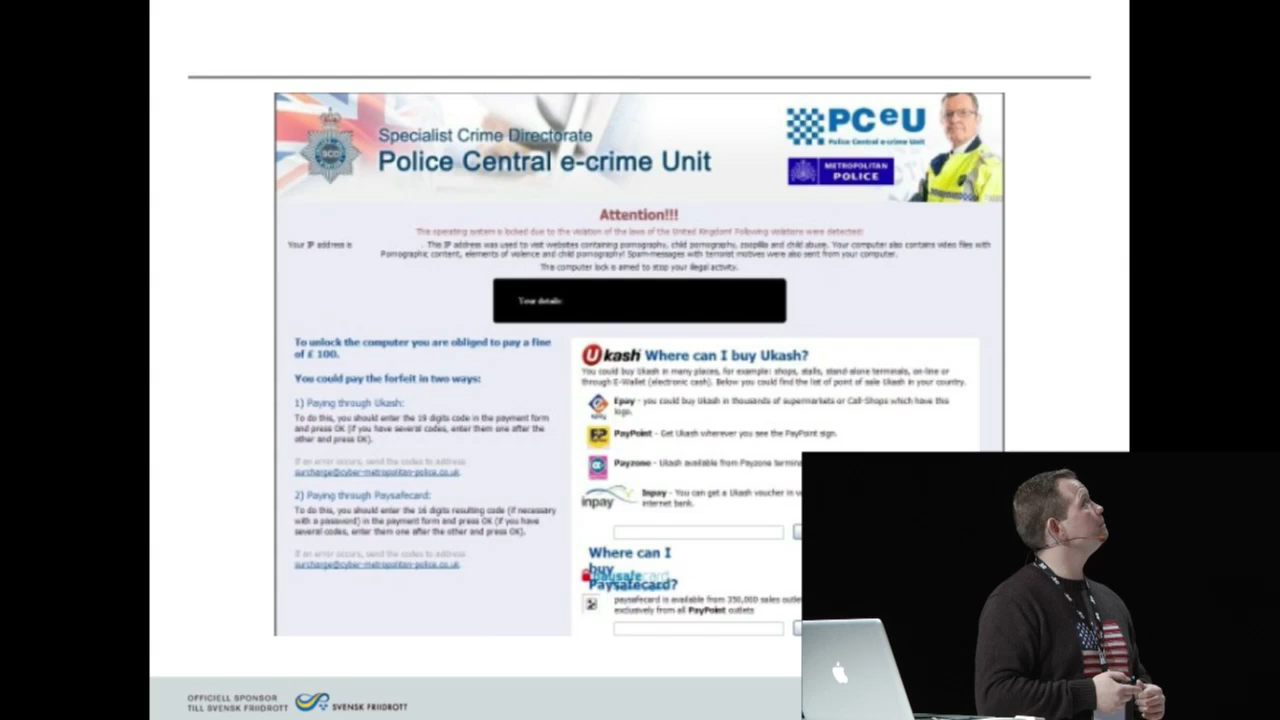 Specialist Crime Directorate
Police Central e-crime Unit
PCeU
Police Central e-crime Unit
METROPOLITAN
POLICE
SCD
Attention!!!
The operating system is locked due to the violation of the laws of the United Kingdom! Following violations were detected:
Your IP address is . The IP address was used to visit websites containing pornography, child pornography, zoophilia and child abuse. Your computer also contains video files with
Pornographic content, elements of violence and child pornography! Spam-messages with terrorist motives were also sent from your computer.
This computer lock is aimed to stop your illegal activity.
Your details:
To unlock the computer you are obliged to pay a fine
of £ 100.
You could pay the forfeit in two ways:
1) Paying through Ukash:
To do this, you should enter the 19 digits code in the payment form
and press OK (if you have several codes, enter them one after the
other and press OK).
If an error occurs, send the codes to address
surcharge@cyber-metropolitan-police.co.uk
2) Paying through Paysafecard:
To do this, you should enter the 16 digits resulting code (if necessary
with a password) in the payment form and press OK (if you have
several codes, enter them one after the other and press OK).
If an error occurs, send the codes to address
surcharge@cyber-metropolitan-police.co.uk
Ukash Where can I buy Ukash?
You could buy Ukash in many places, for example: shops, stalls, stand-alone terminals, on-line or
through E-Wallet (electronic cash). Below you could find the list of point of sale Ukash in your country.
Epay - you could buy Ukash in thousands of supermarkets or Call-Shops which have this
logo.
PayPoint - Get Ukash wherever you see the PayPoint sign.
Payzone - Ukash available from Payzone
inpay
Inpay - You can get a Ukash voucher in
internet bank.
Where can I
buy
paysafecard
Paysafecard?
paysafecard is available from 350,000 sales
exclusively from all PayPoint outlets
OFFICIELL SPONSOR
TILL SVENSK FRIIDROTT
SVENSK FRIIDROTT